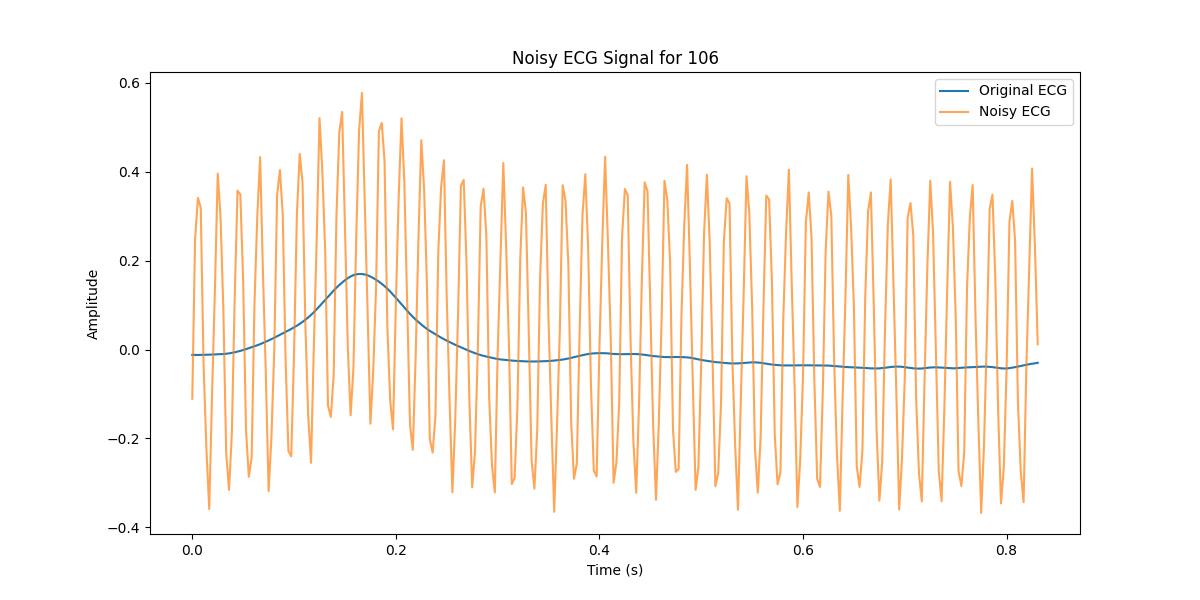 Noisy ECG Signal for 106
Original ECG
Noisy ECG
Amplitude
0.6
0.4
0.2
0.0
−0.2
−0.4
0.0 0.2 0.4 0.6 0.8
Time (s)